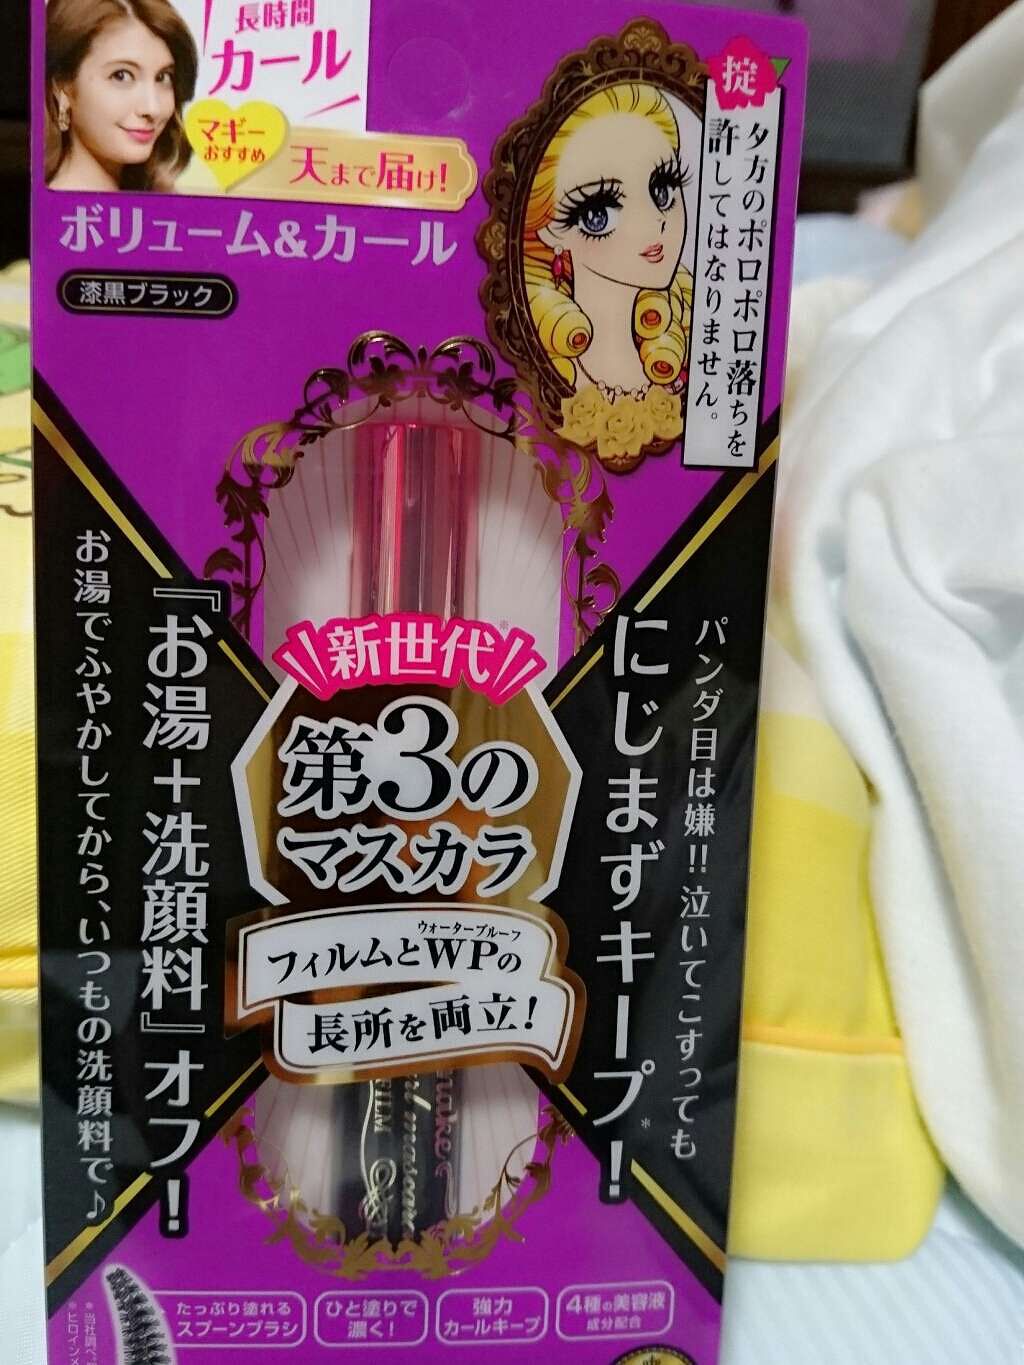 長時間
カール
マギー
おすすめ
天まで届け!
ボリューム&カール
漆黒ブラック
掟
夕方のポロポロ落ちを
許してはなりません。
新世代※
第3の
マスカラ
ウォータープルーフ
フィルムとWPの
長所を両立!
パンダ目は嫌!!泣いてこすっても
にじまずキープ!※
『お湯+洗顔料』オフ!
お湯でふやかしてから、いつもの洗顔料で♪
make
mascara
FILM
たっぷり塗れる
スプーンブラシ
ひと塗りで
濃く!
強力
カールキープ
4種の美容液
成分配合